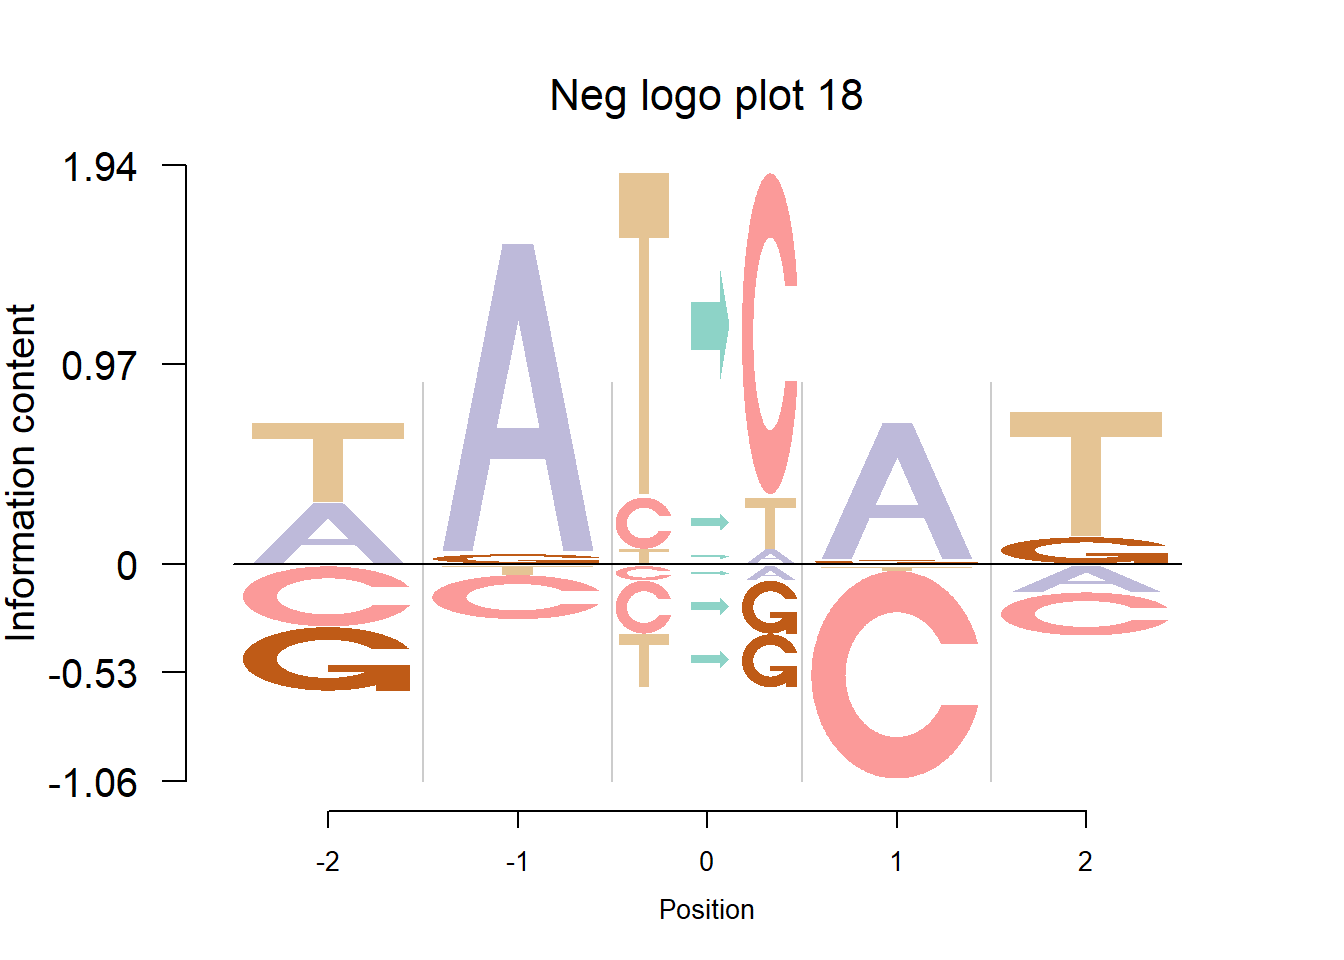 Neg logo plot 18
Information content
1.94
0.97
0
-0.53
-1.06
T A C G
A G T C
T C
C T
T A
C A
C G
T G
A G T C
T G A C
-2 -1 0 1 2
Position